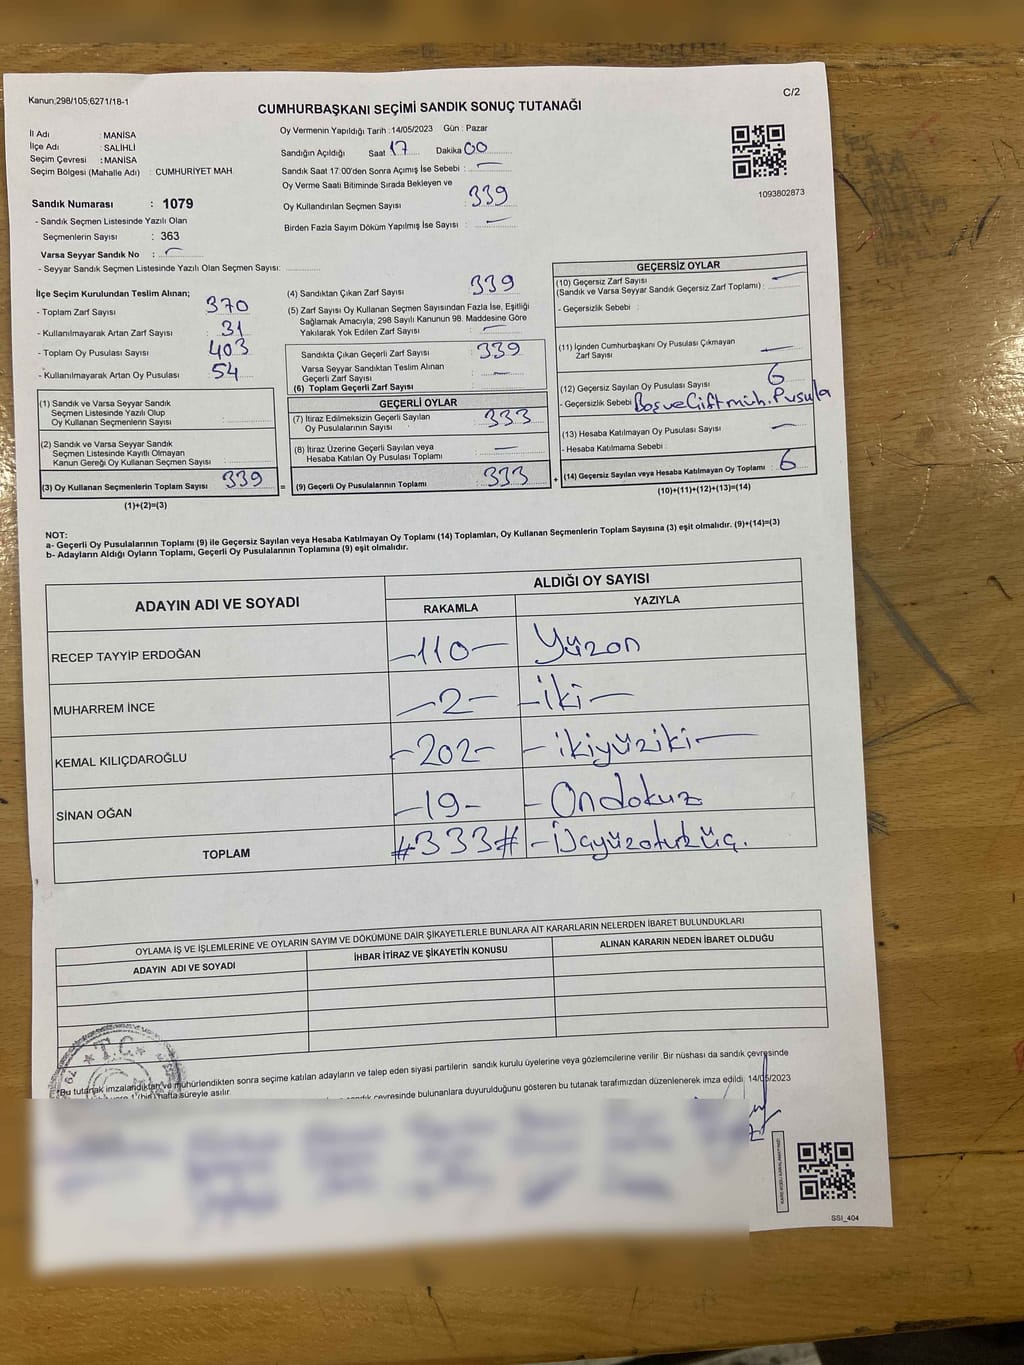 Kanun,298/105;6271/18-1
C/2
CUMHURBAŞKANI SEÇİMİ SANDIK SONUÇ TUTANAĞI
İl Adı : MANİSA
İlçe Adı : SALİHLİ
Seçim Çevresi : MANİSA
Seçim Bölgesi (Mahalle Adı) : CUMHURİYET MAH.
Sandık Numarası : 1079
- Sandık Seçmen Listesinde Yazılı Olan
Seçmenlerin Sayısı : 363
Varsa Seyyar Sandık No : -
- Seyyar Sandık Seçmen Listesinde Yazılı Olan Seçmen Sayısı:
Oy Vermenin Yapıldığı Tarih : 14/05/2023 Gün : Pazar
Sandığın Açıldığı Saat 17 Dakika 00
Sandık Saat 17.00'den Sonra Açımış İse Sebebi : -
Oy Verme Saati Bitiminde Sırada Bekleyen ve
Oy Kullandırılan Seçmen Sayısı : 339
Birden Fazla Sayım Döküm Yapılmış İse Sayısı : -
1093802873
İlçe Seçim Kurulundan Teslim Alınan;
- Toplam Zarf Sayısı : 370
- Kullanılmayarak Artan Zarf Sayısı : 31
- Toplam Oy Pusulası Sayısı : 403
- Kullanılmayarak Artan Oy Pusulası : 54
(1) Sandık ve Varsa Seyyar Sandık
Seçmen Listesinde Yazılı Olup
Oy Kullanan Seçmenlerin Sayısı :
(2) Sandık ve Varsa Seyyar Sandık
Seçmen Listesinde Kayıtlı Olmayan
Kanun Gereği Oy Kullanan Seçmen Sayısı :
(3) Oy Kullanan Seçmenlerin Toplam Sayısı : 339
(1)+(2)=(3)
(4) Sandıktan Çıkan Zarf Sayısı : 339
(5) Zarf Sayısı Oy Kullanan Seçmen Sayısından Fazla İse, Eşitliği
Sağlamak Amacıyla, 298 Sayılı Kanunun 98. Maddesine Göre
Yakılarak Yok Edilen Zarf Sayısı : -
Sandıkta Çıkan Geçerli Zarf Sayısı : 339
Varsa Seyyar Sandıktan Teslim Alınan
Geçerli Zarf Sayısı : -
(6) Toplam Geçerli Zarf Sayısı :
GEÇERLİ OYLAR
(7) İtiraz Edilmeksizin Geçerli Sayılan
Oy Pusulalarının Sayısı : 333
(8) İtiraz Üzerine Geçerli Sayılan veya
Hesaba Katılan Oy Pusulası Toplamı : -
= (9) Geçerli Oy Pusulalarının Toplamı : 333 +
GEÇERSİZ OYLAR
(10) Geçersiz Zarf Sayısı
(Sandık ve Varsa Seyyar Sandık Geçersiz Zarf Toplamı) : -
- Geçersizlik Sebebi :
(11) İçinden Cumhurbaşkanı Oy Pusulası Çıkmayan
Zarf Sayısı : -
(12) Geçersiz Sayılan Oy Pusulası Sayısı : 6
- Geçersizlik Sebebi : Boş ve Çift müh. Pusula
(13) Hesaba Katılmayan Oy Pusulası Sayısı : -
- Hesaba Katılmama Sebebi :
(14) Geçersiz Sayılan veya Hesaba Katılmayan Oy Toplamı : 6
(10)+(11)+(12)+(13)=(14)
NOT:
a- Geçerli Oy Pusulalarının Toplamı (9) ile Geçersiz Sayılan veya Hesaba Katılmayan Oy Toplamı (14) Toplamları, Oy Kullanan Seçmenlerin Toplam Sayısına (3) eşit olmalıdır. (9)+(14)=(3)
b- Adayların Aldığı Oyların Toplamı, Geçerli Oy Pusulalarının Toplamına (9) eşit olmalıdır.
ADAYIN ADI VE SOYADI
ALDIĞI OY SAYISI
RAKAMLA YAZIYLA
RECEP TAYYİP ERDOĞAN -110- Yüzon
MUHARREM İNCE -2- -iki-
KEMAL KILIÇDAROĞLU -202- -ikiyüziki-
SİNAN OĞAN -19- -Ondokuz
TOPLAM #333#
OYLAMA İŞ VE İŞLEMLERİNE VE OYLARIN SAYIM VE DÖKÜMÜNE DAİR ŞİKAYETLERLE BUNLARA AİT KARARLARIN NELERDEN İBARET BULUNDUKLARI
ADAYIN ADI VE SOYADI İHBAR İTİRAZ VE ŞİKAYETİN KONUSU ALINAN KARARIN NEDEN İBARET OLDUĞU
★ T.C. ★
"Bu tutanak imzalandıktan ve mühürlendikten sonra seçime katılan adayların ve talep eden siyasi partilerin sandık kurulu üyelerine veya gözlemcilerine verilir .Bir nüshası da sandık çevresinde
1 (bir) hafta süreyle asılır.
sandık çevresinde bulunanlara duyurulduğunu gösteren bu tutanak tarafımızdan düzenlenerek imza edildi. 14/05/2023
SSI_404